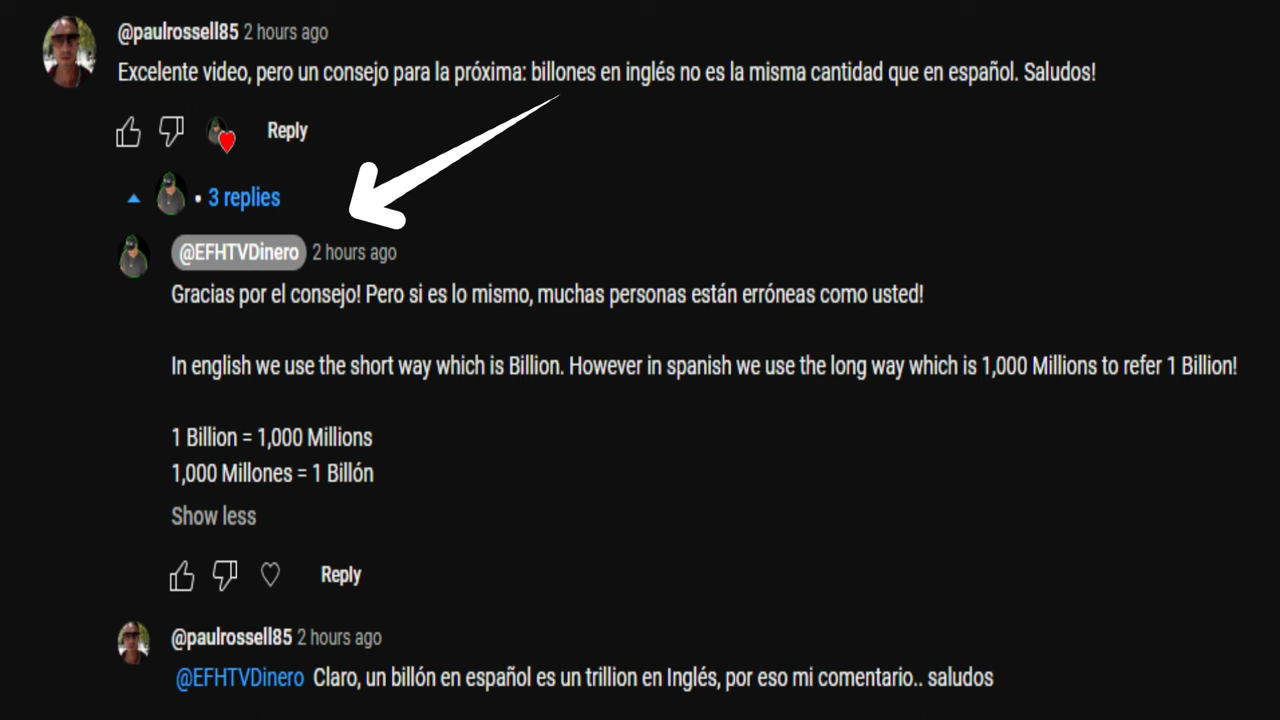 @paulrossell85 2 hours ago
Excelente video, pero un consejo para la próxima: billones en inglés no es la misma cantidad que en español. Saludos!
Reply
• 3 replies
@EFHTVDinero 2 hours ago
Gracias por el consejo! Pero si es lo mismo, muchas personas están erróneas como usted!
In english we use the short way which is Billion. However in spanish we use the long way which is 1,000 Millions to refer 1 Billion!
1 Billion = 1,000 Millions
1,000 Millones = 1 Billón
Show less
Reply
@paulrossell85 2 hours ago
@EFHTVDinero Claro, un billón en español es un trillion en Inglés, por eso mi comentario.. saludos